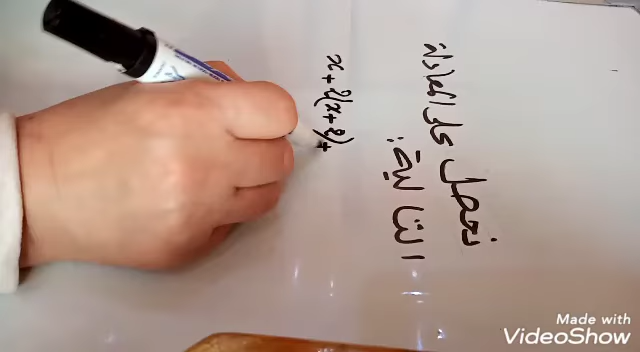 نحصل على المعادلة
التالية:
x + 2(x+2)+
Made with
VideoShow